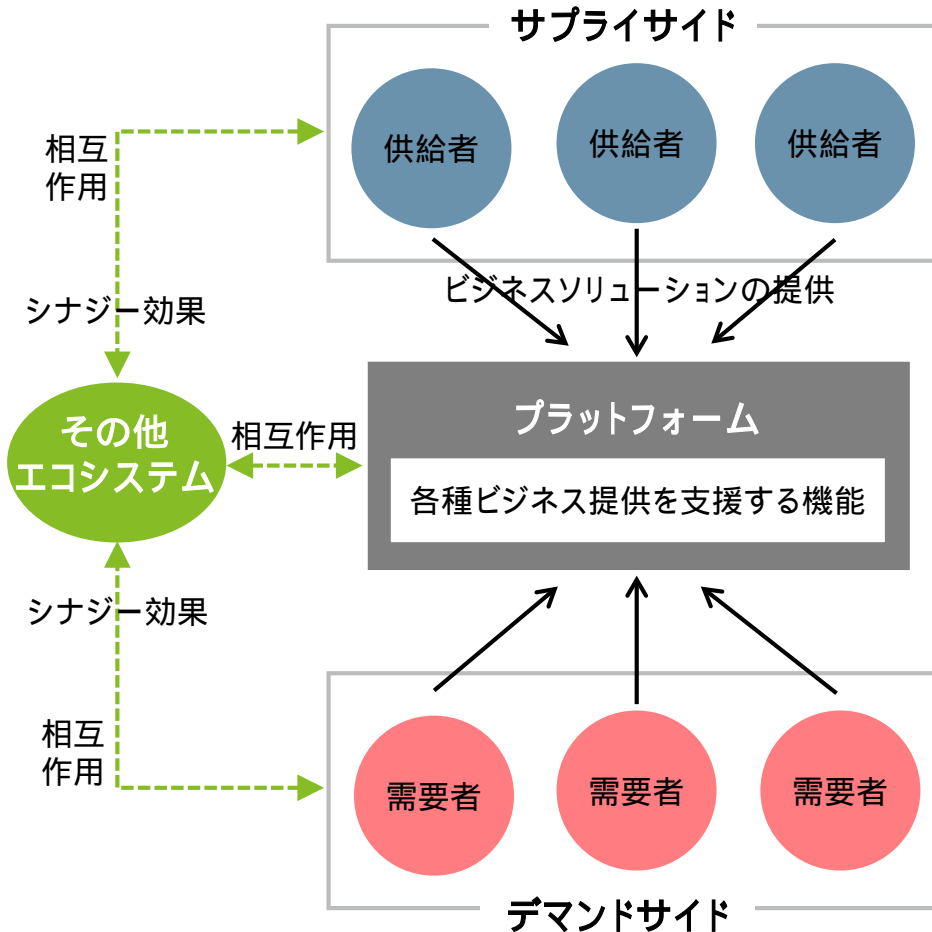 サプライサイド
供給者
供給者
供給者
相互
作用
ビジネスソリューションの提供
シナジー効果
その他
エコシステム
相互作用
プラットフォーム
各種ビジネス提供を支援する機能
シナジー効果
相互
作用
需要者
需要者
需要者
デマンドサイド